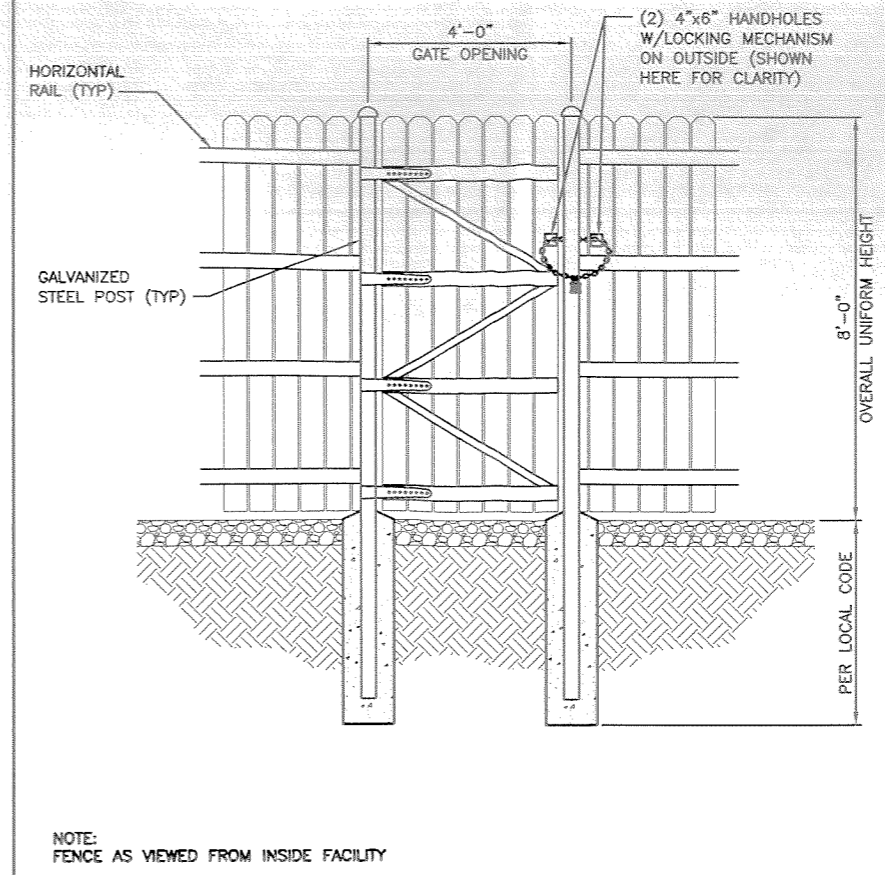 4'-0"
GATE OPENING
(2) 4"x6" HANDHOLES
W/LOCKING MECHANISM
ON OUTSIDE (SHOWN
HERE FOR CLARITY)
HORIZONTAL
RAIL (TYP)
GALVANIZED
STEEL POST (TYP)
8'-0"
OVERALL UNIFORM HEIGHT
PER LOCAL CODE
NOTE:
FENCE AS VIEWED FROM INSIDE FACILITY